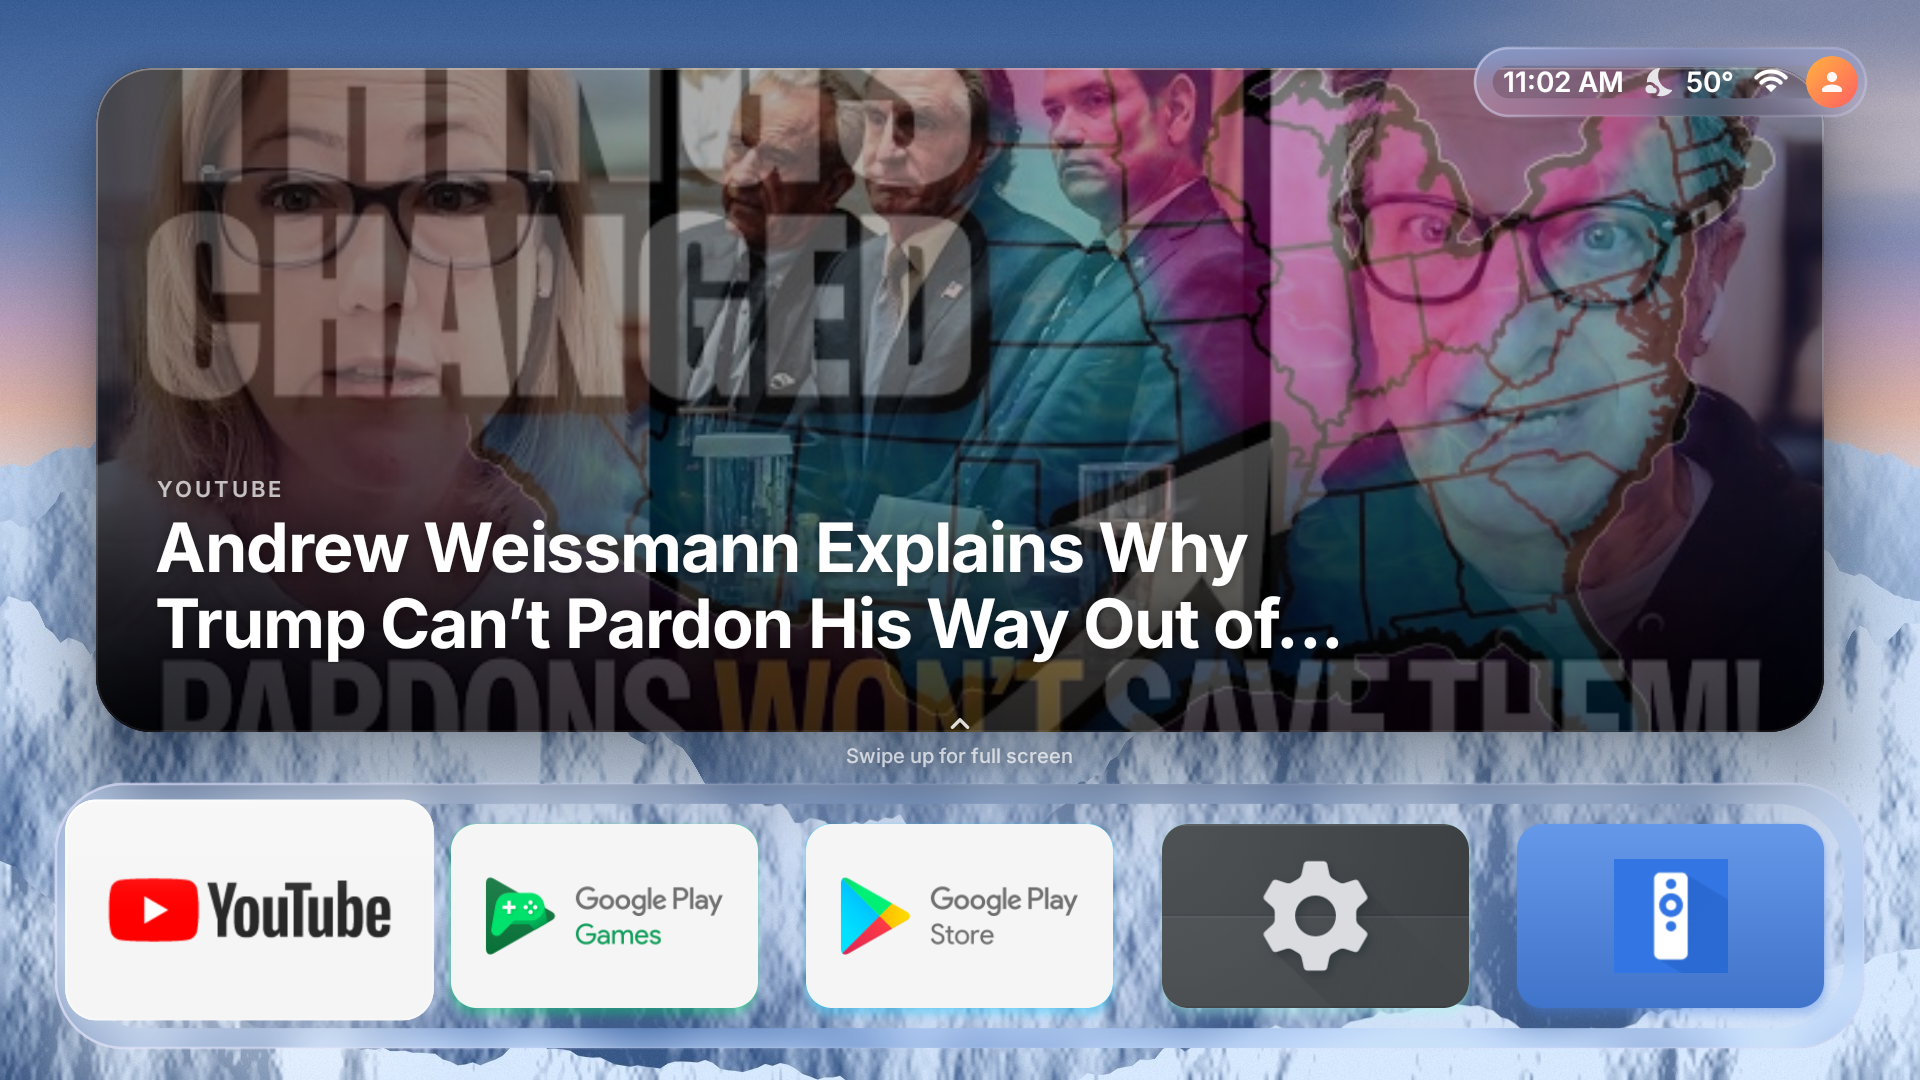 11:02 AM 50°
THINGS
CHANGED
YOUTUBE
Andrew Weissmann Explains Why
Trump Can’t Pardon His Way Out of...
PARDONS WON'T SAVE THEM!
Swipe up for full screen
YouTube
Google Play
Games
Google Play
Store